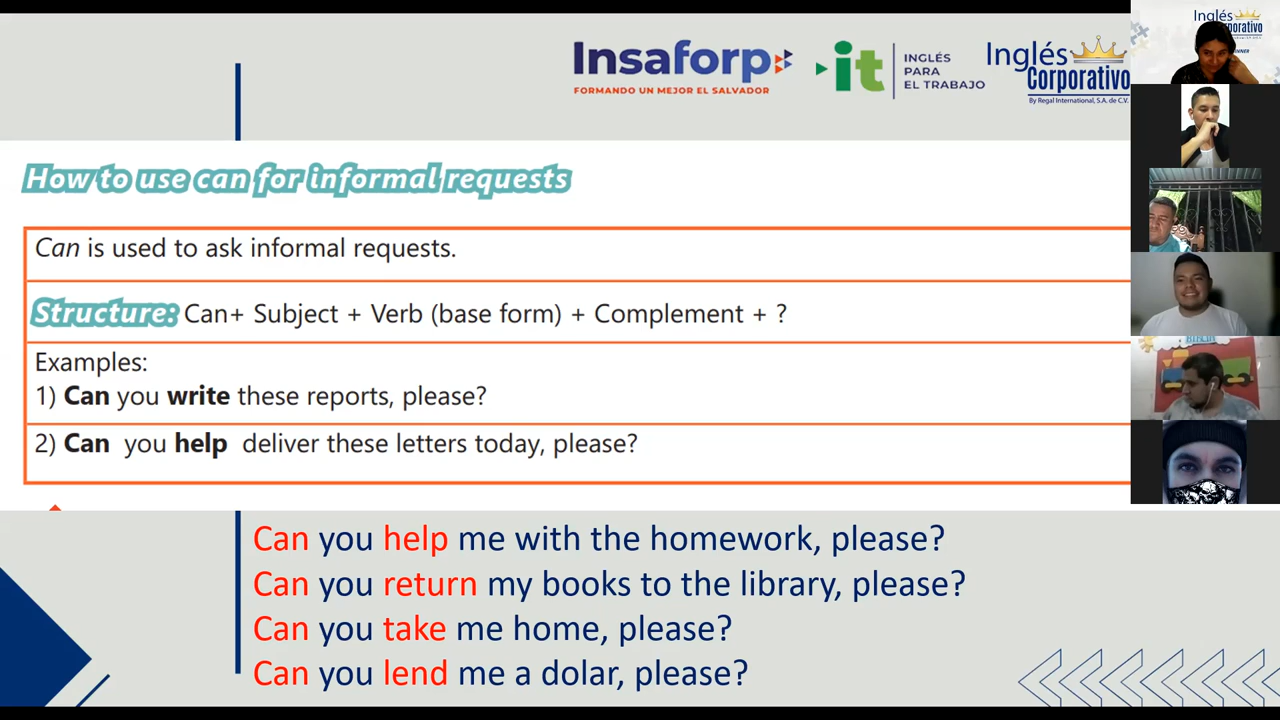 Insaforp
FORMANDO UN MEJOR EL SALVADOR
it
INGLÉS
PARA
EL TRABAJO
Inglés
Corporativo
By Regal International, S.A. de C.V.
Inglés
How to use can for informal requests
Can is used to ask informal requests.
Structure: Can+ Subject + Verb (base form) + Complement + ?
Examples:
1) Can you write these reports, please?
2) Can you help deliver these letters today, please?
Can you help me with the homework, please?
Can you return my books to the library, please?
Can you take me home, please?
Can you lend me a dolar, please?